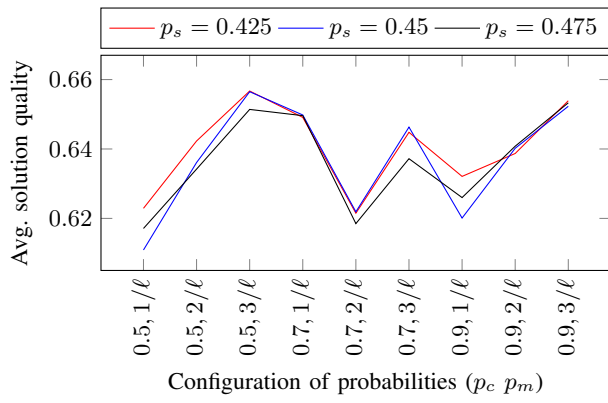 p_s = 0.425 p_s = 0.45 p_s = 0.475
Avg. solution quality
0.66
0.64
0.62
0.5, 1/ℓ
0.5, 2/ℓ
0.5, 3/ℓ
0.7, 1/ℓ
0.7, 2/ℓ
0.7, 3/ℓ
0.9, 1/ℓ
0.9, 2/ℓ
0.9, 3/ℓ
Configuration of probabilities (p_c p_m)